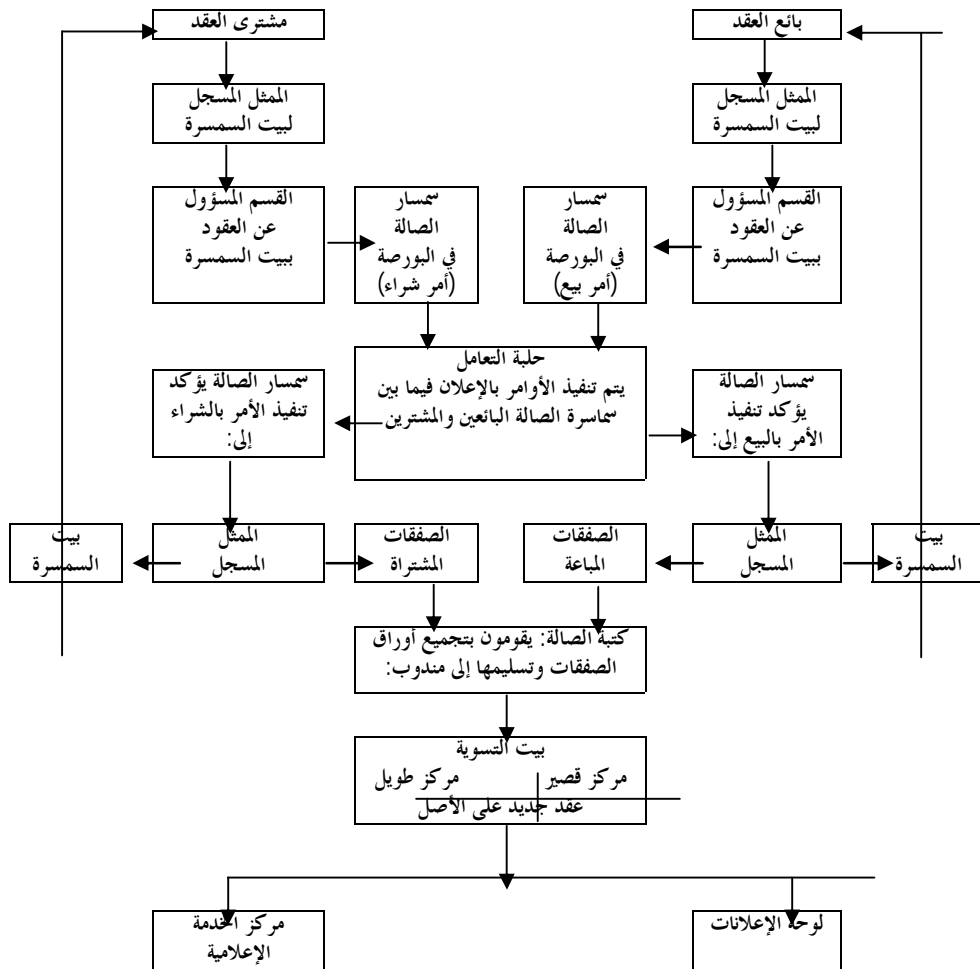 بائع العقد
مشترى العقد
الممثل المسجل
لبيت السمسرة
الممثل المسجل
لبيت السمسرة
القسم المسؤول
عن العقود
ببيت السمسرة
سمسار
الصالة
في البورصة
(أمر بيع)
سمسار
الصالة
في البورصة
(أمر شراء)
القسم المسؤول
عن العقود
ببيت السمسرة
سمسار الصالة
يؤكد تنفيذ
الأمر بالبيع إلى:
حلبة التعامل
يتم تنفيذ الأوامر بالإعلان فيما بين
سماسرة الصالة البائعين والمشترين
سمسار الصالة يؤكد
تنفيذ الأمر بالشراء
إلى:
بيت
السمسرة
الممثل
المسجل
الصفقات
المباعة
الصفقات
المشتراة
الممثل
المسجل
بيت
السمسرة
كتبة الصالة: يقومون بتجميع أوراق
الصفقات وتسليمها إلى مندوب:
بيت التسوية
مركز قصير
مركز طويل
عقد جديد على الأصل
لوحة الإعلانات
مركز الخدمة
الإعلامية